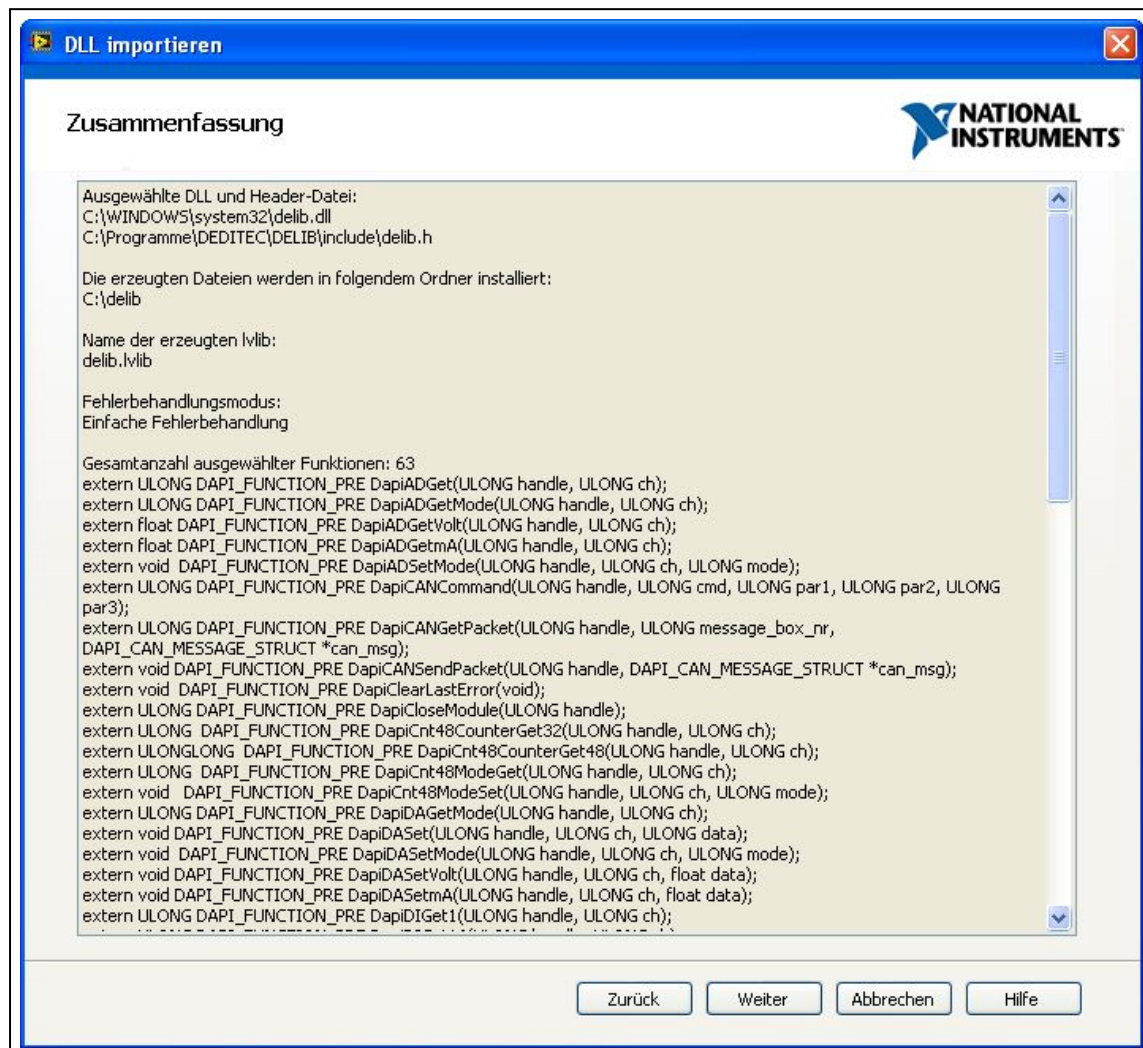 DLL importieren
Zusammenfassung
NATIONAL
INSTRUMENTS
Ausgewählte DLL und Header-Datei:
C:\WINDOWS\system32\delib.dll
C:\Programme\DEDITEC\DELIB\include\delib.h
Die erzeugten Dateien werden in folgendem Ordner installiert:
C:\delib
Name der erzeugten lvlib:
delib.lvlib
Fehlerbehandlungsmodus:
Einfache Fehlerbehandlung
Gesamtanzahl ausgewählter Funktionen: 63
extern ULONG DAPI_FUNCTION_PRE DapiADGet(ULONG handle, ULONG ch);
extern ULONG DAPI_FUNCTION_PRE DapiADGetMode(ULONG handle, ULONG ch);
extern float DAPI_FUNCTION_PRE DapiADGetVolt(ULONG handle, ULONG ch);
extern float DAPI_FUNCTION_PRE DapiADGetmA(ULONG handle, ULONG ch);
extern void  DAPI_FUNCTION_PRE DapiADSetMode(ULONG handle, ULONG ch, ULONG mode);
extern ULONG DAPI_FUNCTION_PRE DapiCANCommand(ULONG handle, ULONG cmd, ULONG par1, ULONG par2, ULONG
par3);
extern ULONG DAPI_FUNCTION_PRE DapiCANGetPacket(ULONG handle, ULONG message_box_nr,
DAPI_CAN_MESSAGE_STRUCT *can_msg);
extern void DAPI_FUNCTION_PRE DapiCANSendPacket(ULONG handle, DAPI_CAN_MESSAGE_STRUCT *can_msg);
extern void  DAPI_FUNCTION_PRE DapiClearLastError(void);
extern ULONG DAPI_FUNCTION_PRE DapiCloseModule(ULONG handle);
extern ULONG  DAPI_FUNCTION_PRE DapiCnt48CounterGet32(ULONG handle, ULONG ch);
extern ULONGLONG  DAPI_FUNCTION_PRE DapiCnt48CounterGet48(ULONG handle, ULONG ch);
extern ULONG  DAPI_FUNCTION_PRE DapiCnt48ModeGet(ULONG handle, ULONG ch);
extern void   DAPI_FUNCTION_PRE DapiCnt48ModeSet(ULONG handle, ULONG ch, ULONG mode);
extern ULONG DAPI_FUNCTION_PRE DapiDAGetMode(ULONG handle, ULONG ch);
extern void DAPI_FUNCTION_PRE DapiDASet(ULONG handle, ULONG ch, ULONG data);
extern void  DAPI_FUNCTION_PRE DapiDASetMode(ULONG handle, ULONG ch, ULONG mode);
extern void DAPI_FUNCTION_PRE DapiDASetVolt(ULONG handle, ULONG ch, float data);
extern void DAPI_FUNCTION_PRE DapiDASetmA(ULONG handle, ULONG ch, float data);
extern ULONG DAPI_FUNCTION_PRE DapiDIGet1(ULONG handle, ULONG ch);
Zurück
Weiter
Abbrechen
Hilfe